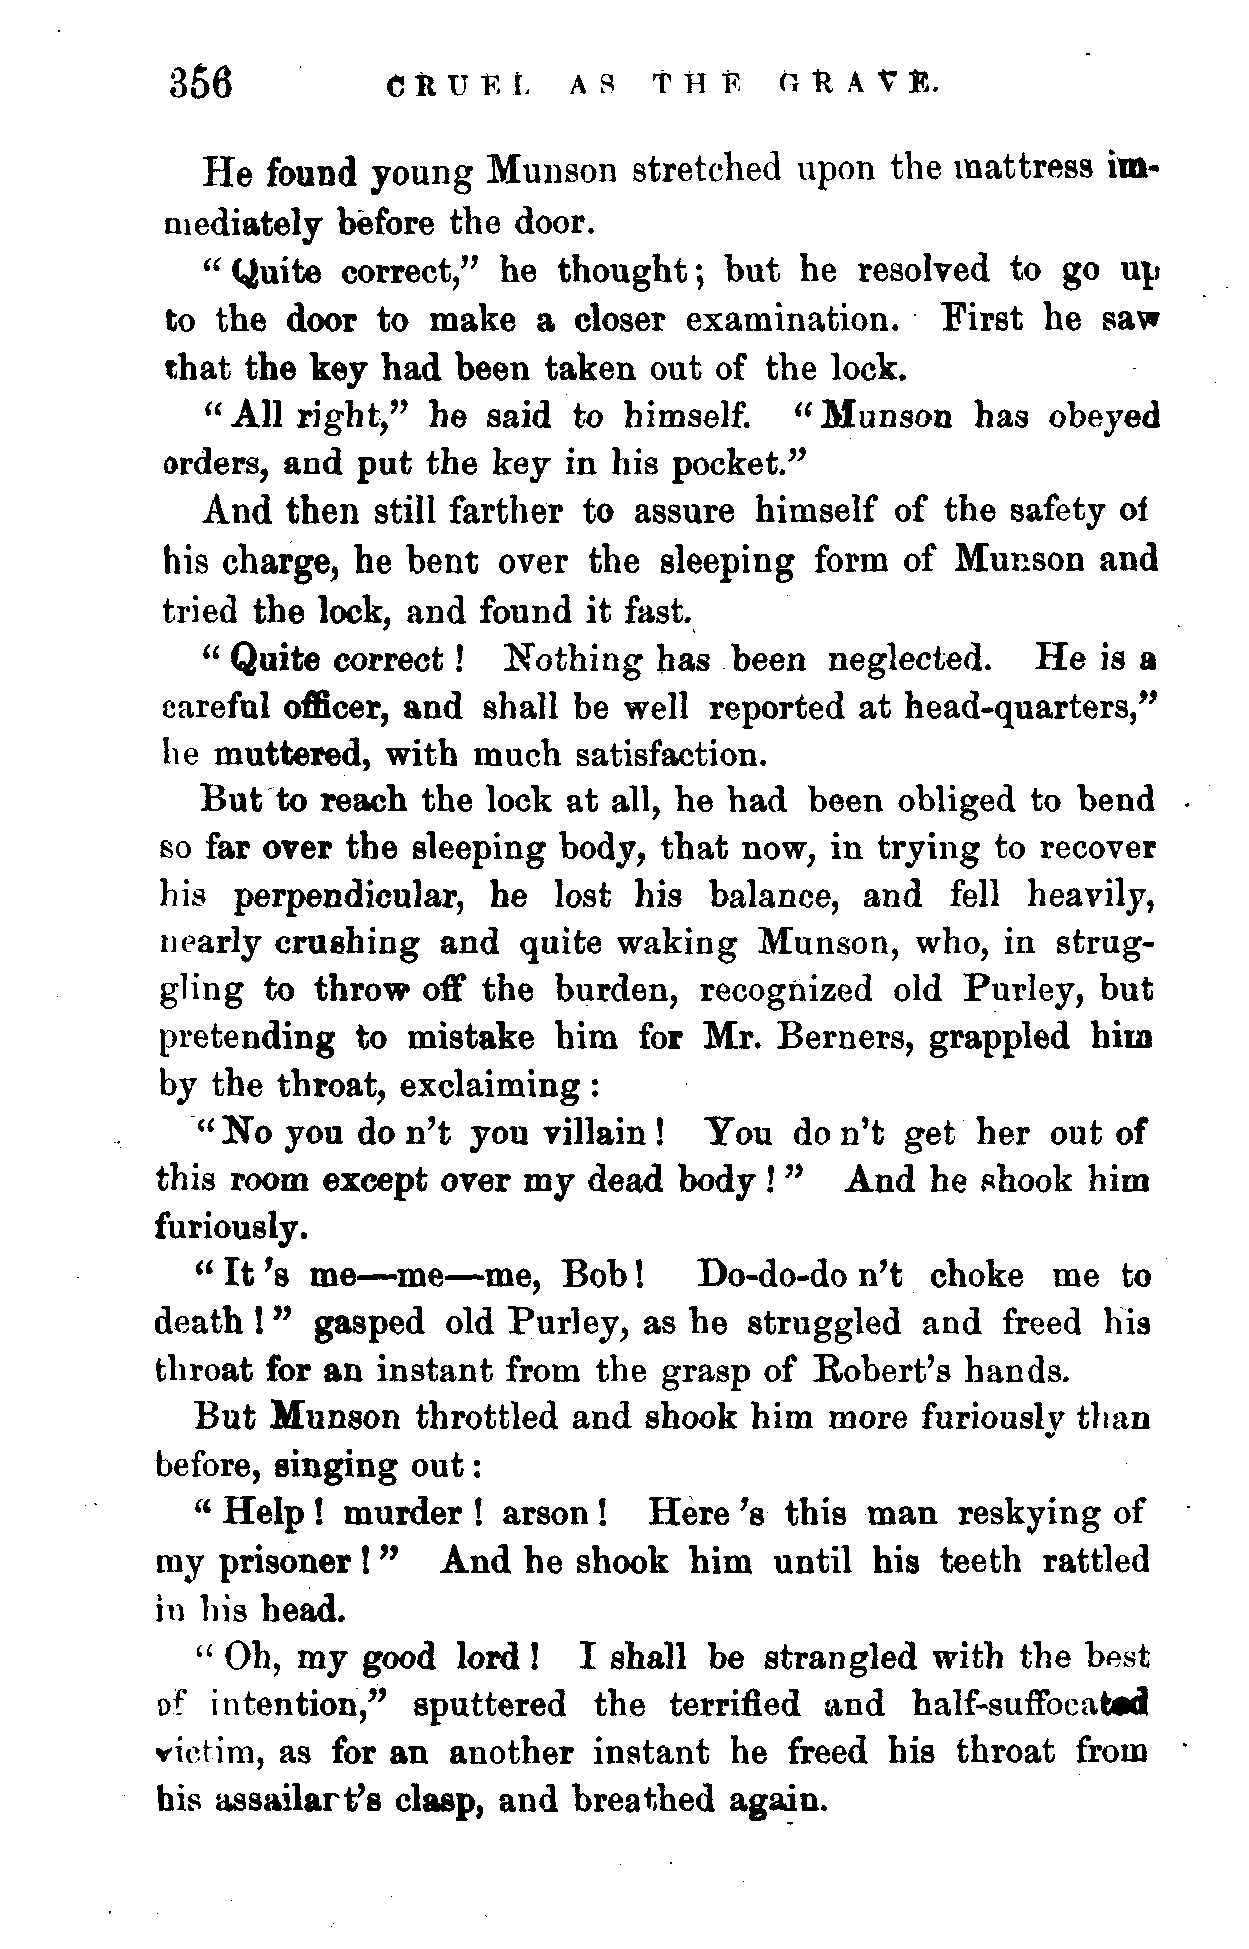 356 CRUEL AS THE GRAVE.
He found young Munson stretched upon the mattress im-
mediately before the door.
“Quite correct,” he thought; but he resolved to go up
to the door to make a closer examination. First he saw
that the key had been taken out of the lock.
“All right,” he said to himself. “Munson has obeyed
orders, and put the key in his pocket.”
And then still farther to assure himself of the safety of
his charge, he bent over the sleeping form of Munson and
tried the lock, and found it fast.
“Quite correct! Nothing has been neglected. He is a
careful officer, and shall be well reported at head-quarters,”
he muttered, with much satisfaction.
But to reach the lock at all, he had been obliged to bend
so far over the sleeping body, that now, in trying to recover
his perpendicular, he lost his balance, and fell heavily,
nearly crushing and quite waking Munson, who, in strug-
gling to throw off the burden, recognized old Purley, but
pretending to mistake him for Mr. Berners, grappled him
by the throat, exclaiming:
“No you do n’t you villain! You do n’t get her out of
this room except over my dead body!” And he shook him
furiously.
“It ’s me—me—me, Bob! Do-do-do n’t choke me to
death!” gasped old Purley, as he struggled and freed his
throat for an instant from the grasp of Robert’s hands.
But Munson throttled and shook him more furiously than
before, singing out:
“Help! murder! arson! Here ’s this man reskying of
my prisoner!” And he shook him until his teeth rattled
in his head.
“Oh, my good lord! I shall be strangled with the best
of intention,” sputtered the terrified and half-suffocated
victim, as for an another instant he freed his throat from
his assailart’s clasp, and breathed again.